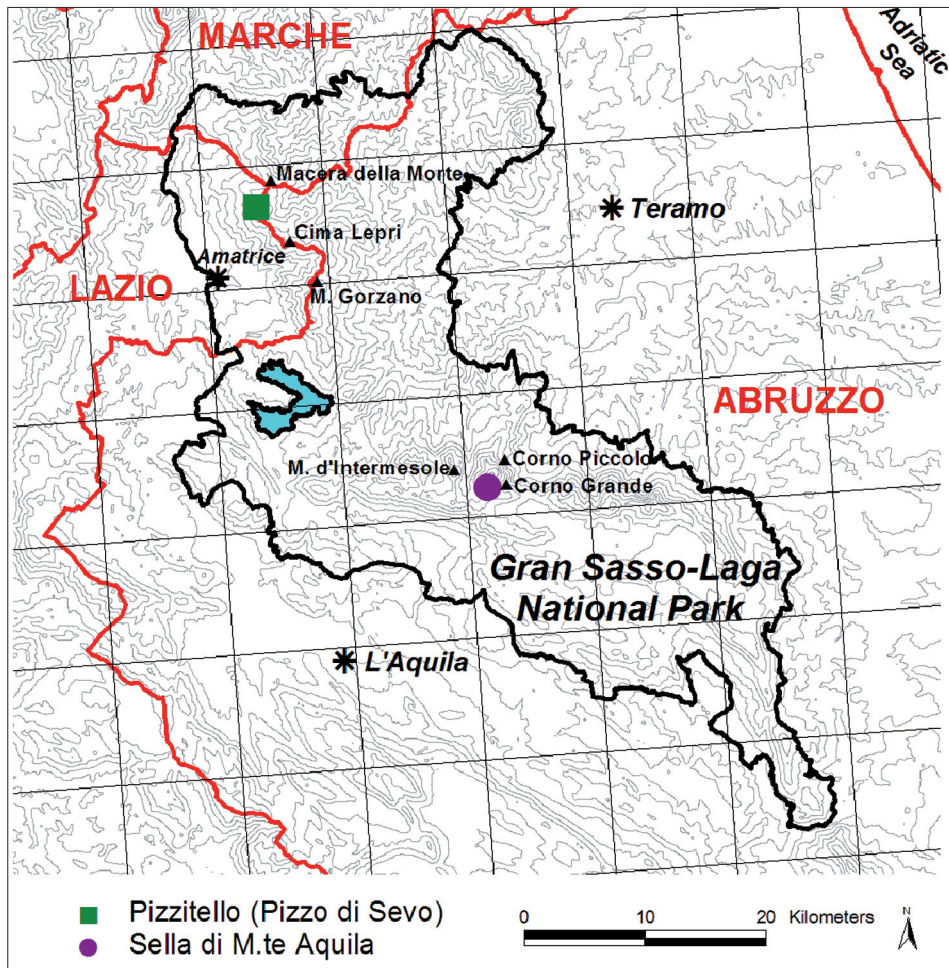 MARCHE
Adriatic
Sea
Macera della Morte
Teramo
Cima Lepri
Amatrice
LAZIO
M. Gorzano
ABRUZZO
Corno Piccolo
M. d'Intermesole
Corno Grande
Gran Sasso-Laga
National Park
L'Aquila
Pizzitello (Pizzo di Sevo)
0 10 20 Kilometers
N
Sella di M.te Aquila